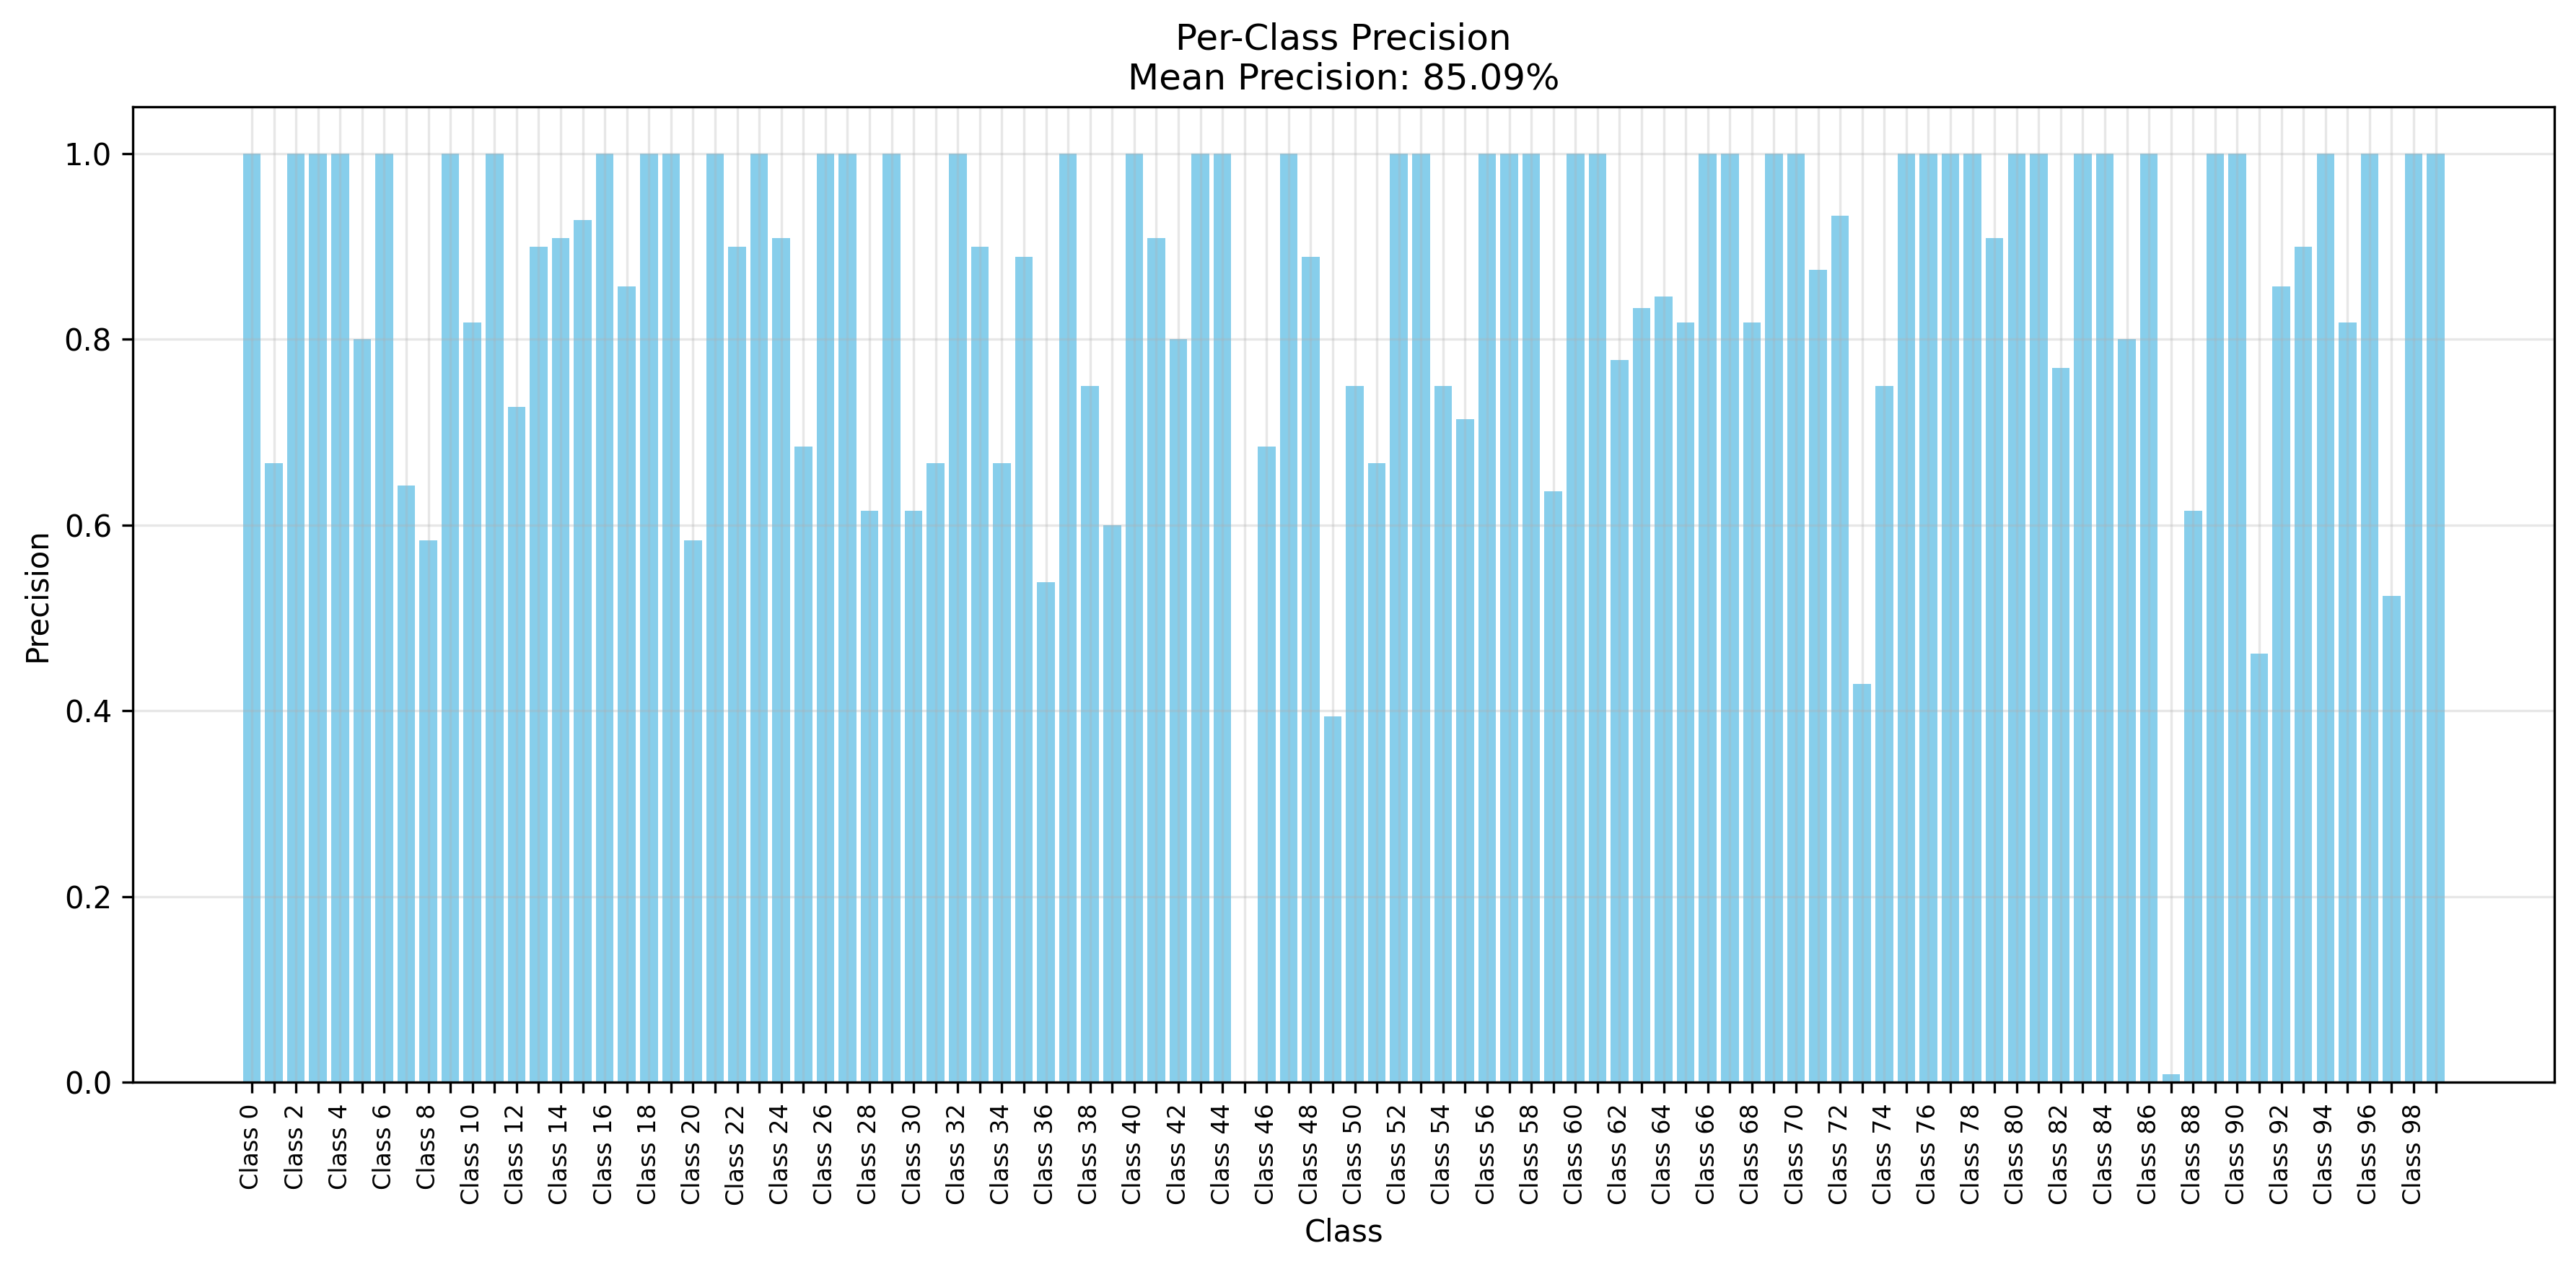 Per-Class Precision
Mean Precision: 85.09%
1.0
0.8
0.6
0.4
0.2
0.0
Precision
Class 0
Class 2
Class 4
Class 6
Class 8
Class 10
Class 12
Class 14
Class 16
Class 18
Class 20
Class 22
Class 24
Class 26
Class 28
Class 30
Class 32
Class 34
Class 36
Class 38
Class 40
Class 42
Class 44
Class 46
Class 48
Class 50
Class 52
Class 54
Class 56
Class 58
Class 60
Class 62
Class 64
Class 66
Class 68
Class 70
Class 72
Class 74
Class 76
Class 78
Class 80
Class 82
Class 84
Class 86
Class 88
Class 90
Class 92
Class 94
Class 96
Class 98
Class